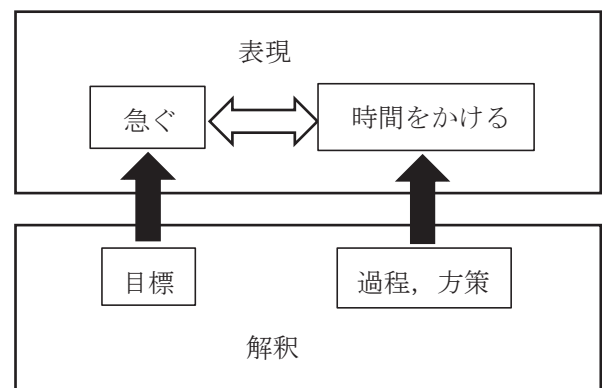 表現
急ぐ
時間をかける
目標
過程，方策
解釈